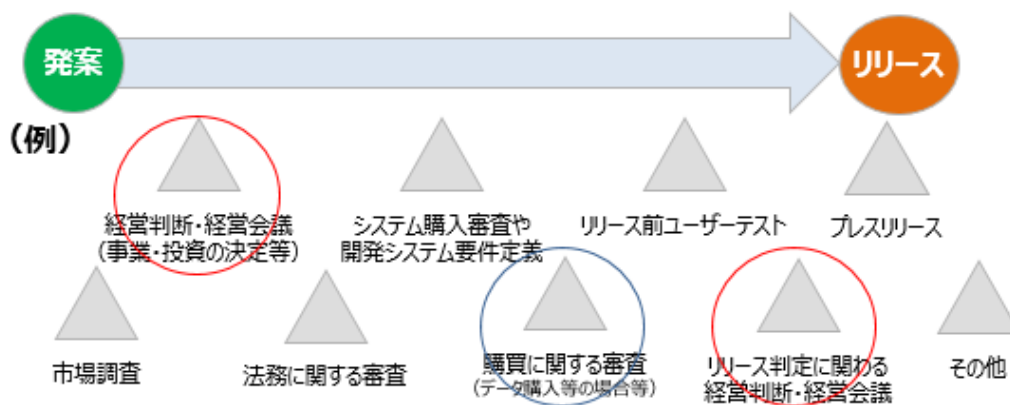 発案
リリース
（例）
経営判断・経営会議
（事業・投資の決定等）
システム購入審査や
開発システム要件定義
リリース前ユーザーテスト
プレスリリース
市場調査
法務に関する審査
購買に関する審査
（データ購入等の場合等）
リリース判定に関わる
経営判断・経営会議
その他